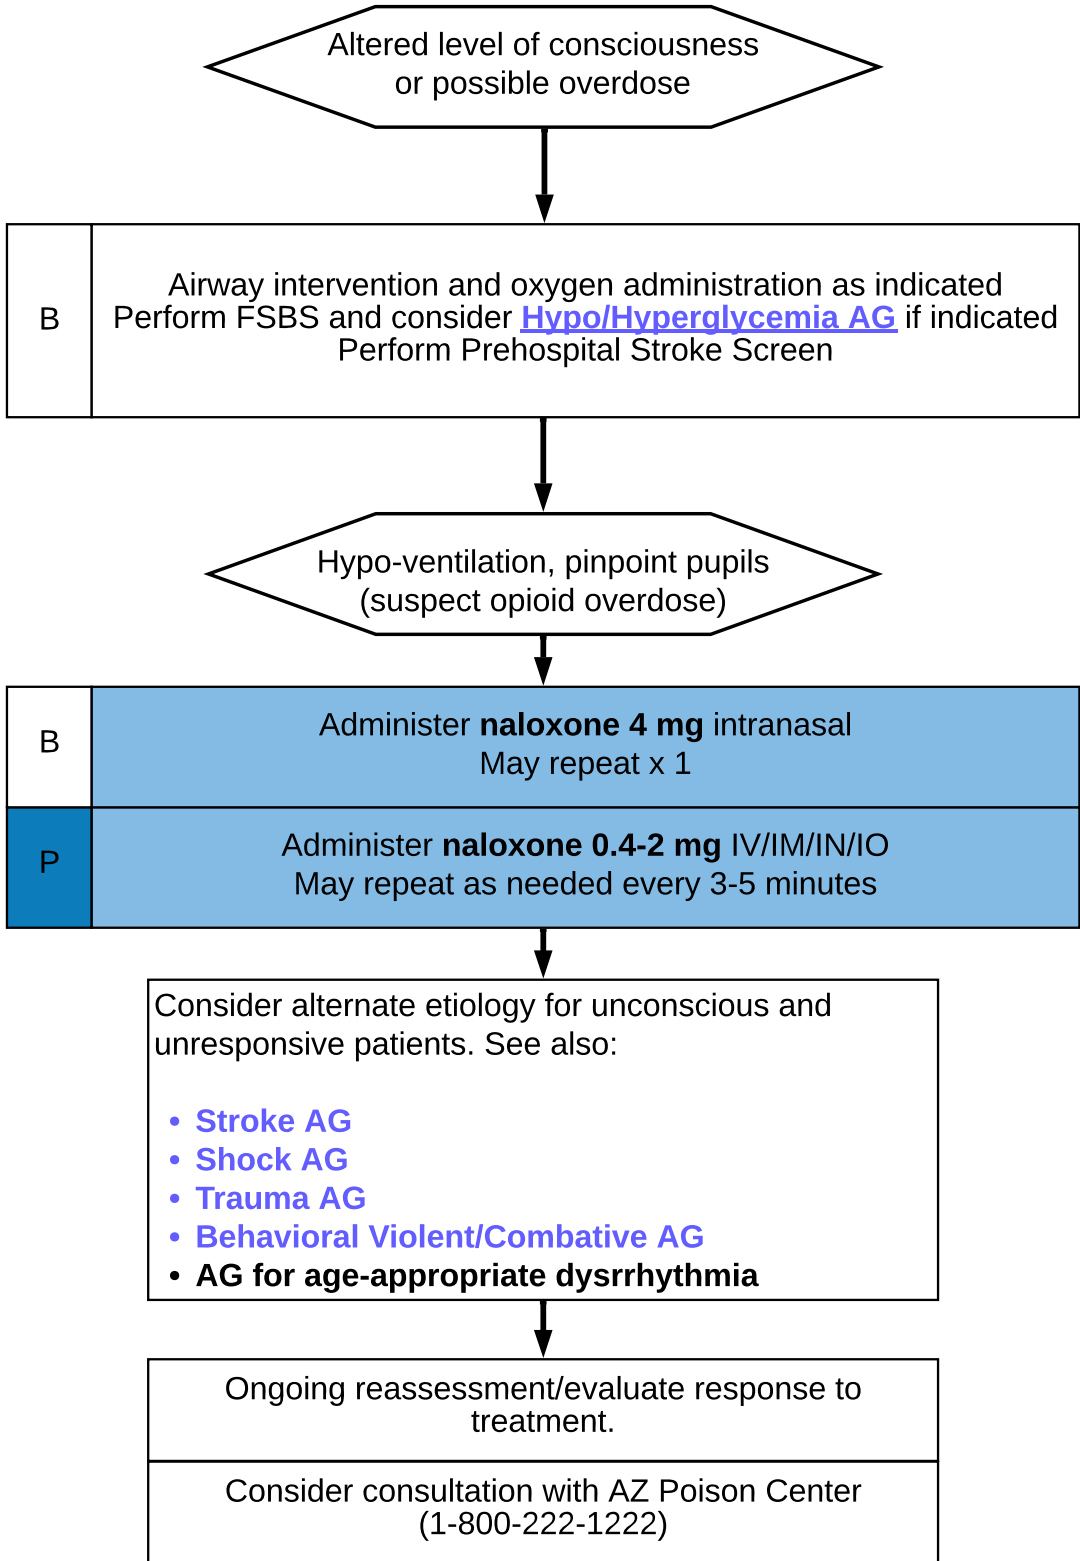 Altered level of consciousness
or possible overdose
B
Airway intervention and oxygen administration as indicated
Perform FSBS and consider Hypo/Hyperglycemia AG if indicated
Perform Prehospital Stroke Screen
Hypo-ventilation, pinpoint pupils
(suspect opioid overdose)
B
Administer naloxone 4 mg intranasal
May repeat x 1
P
Administer naloxone 0.4-2 mg IV/IM/IN/IO
May repeat as needed every 3-5 minutes
Consider alternate etiology for unconscious and
unresponsive patients. See also:
• Stroke AG
• Shock AG
• Trauma AG
• Behavioral Violent/Combative AG
• AG for age-appropriate dysrrhythmia
Ongoing reassessment/evaluate response to
treatment.
Consider consultation with AZ Poison Center
(1-800-222-1222)